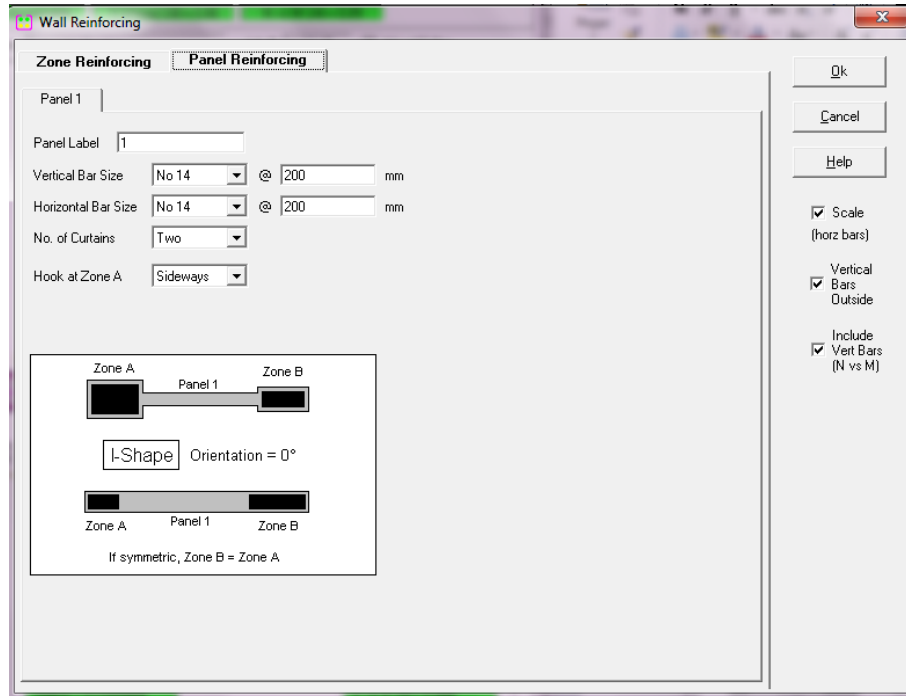 Wall Reinforcing
Zone Reinforcing Panel Reinforcing
Panel 1
Panel Label 1
Vertical Bar Size No 14 @ 200 mm
Horizontal Bar Size No 14 @ 200 mm
No. of Curtains Two
Hook at Zone A Sideways
Zone A Panel 1 Zone B
I-Shape Orientation = 0°
Zone A Panel 1 Zone B
If symmetric, Zone B = Zone A
Ok
Cancel
Help
Scale
(horz bars)
Vertical
Bars
Outside
Include
Vert Bars
(N vs M)